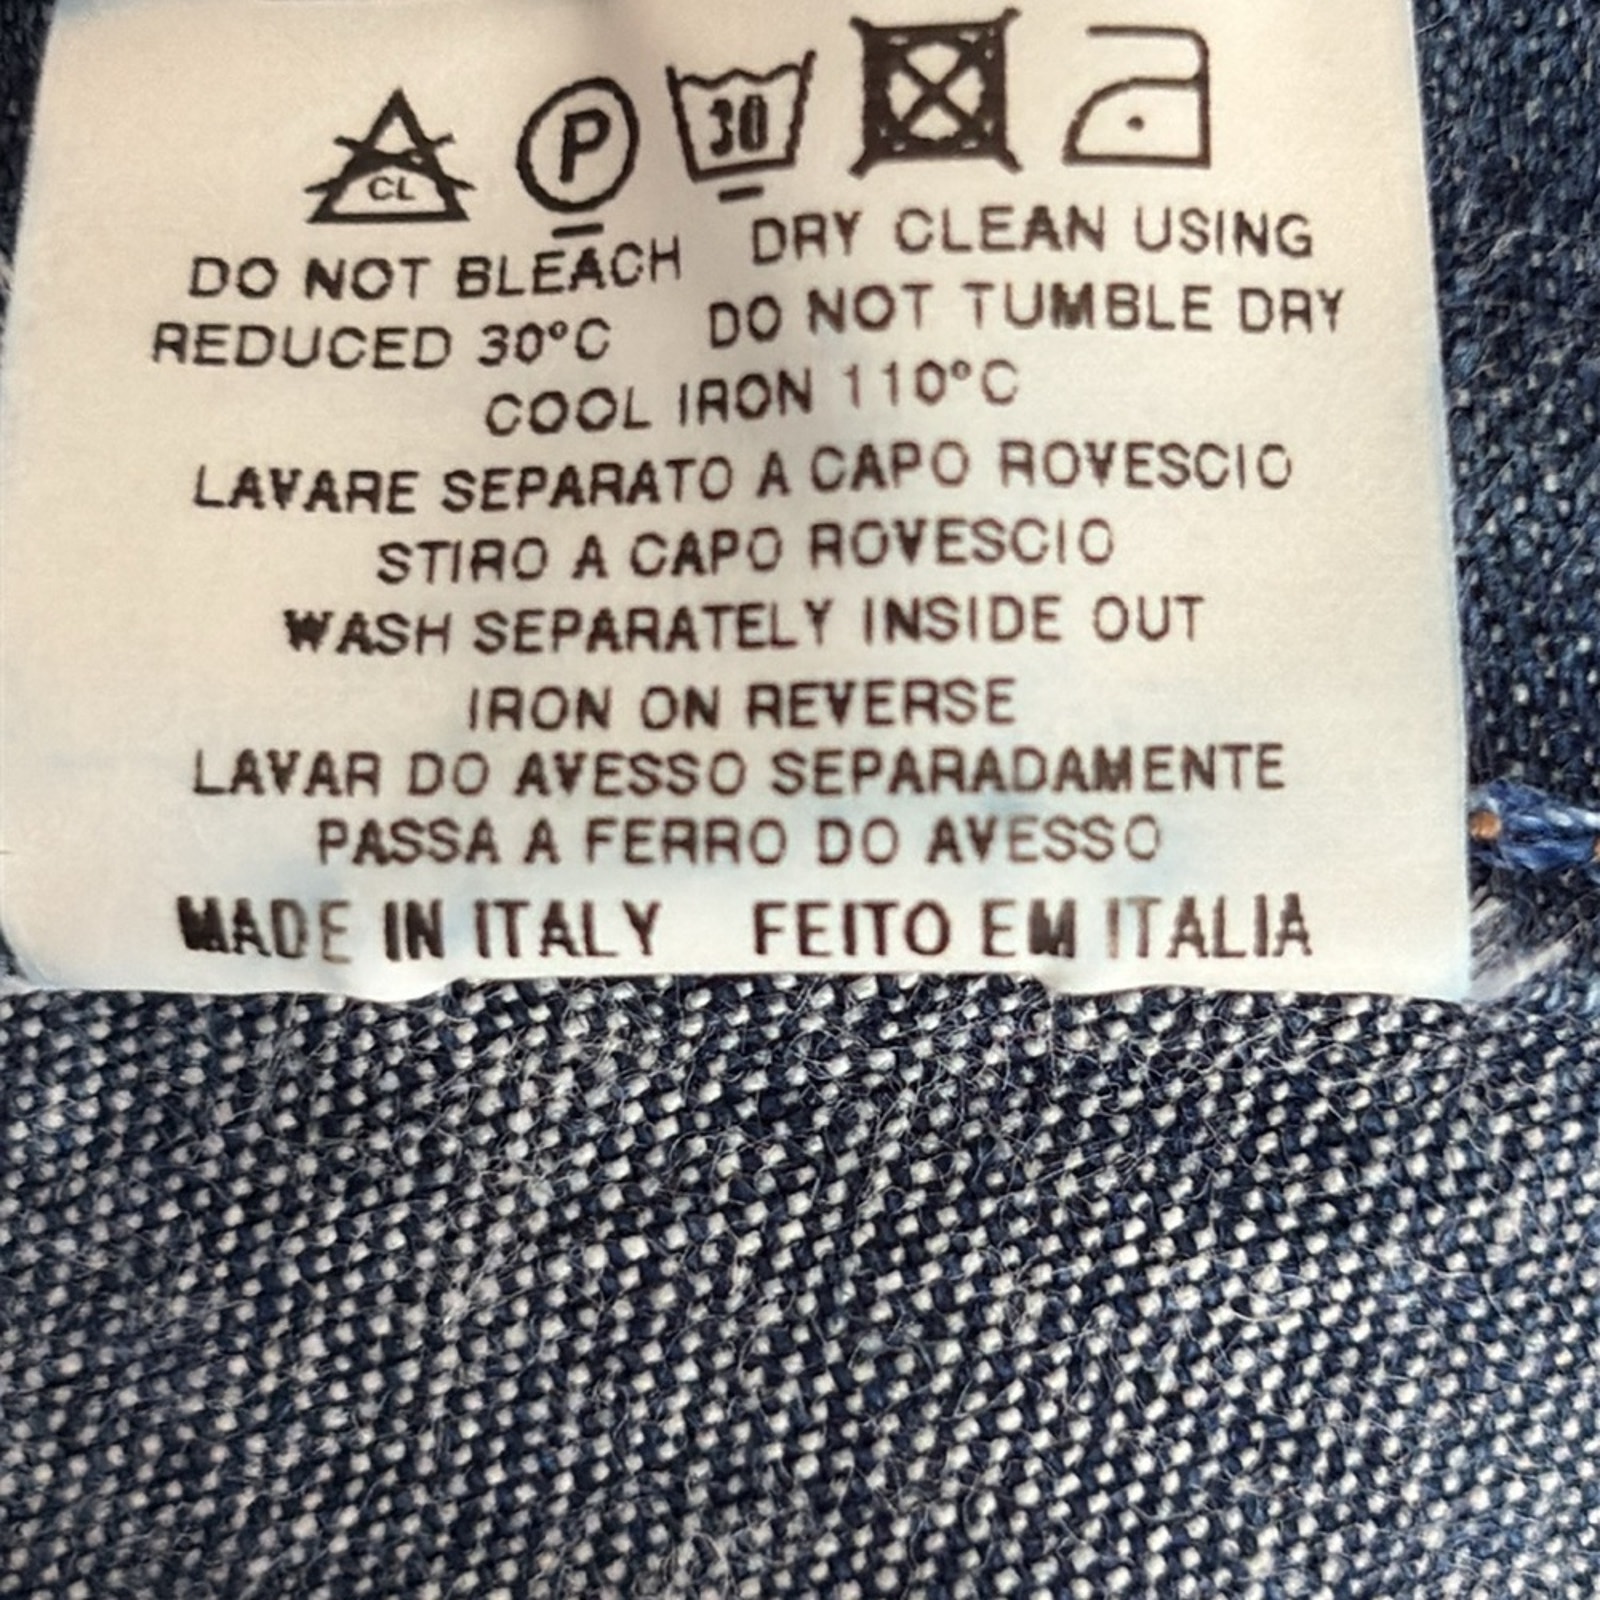 CL P 30
DO NOT BLEACH DRY CLEAN USING
REDUCED 30°C DO NOT TUMBLE DRY
COOL IRON 110°C
LAVARE SEPARATO A CAPO ROVESCIO
STIRO A CAPO ROVESCIO
WASH SEPARATELY INSIDE OUT
IRON ON REVERSE
LAVAR DO AVESSO SEPARADAMENTE
PASSA A FERRO DO AVESSO
MADE IN ITALY FEITO EM ITALIA